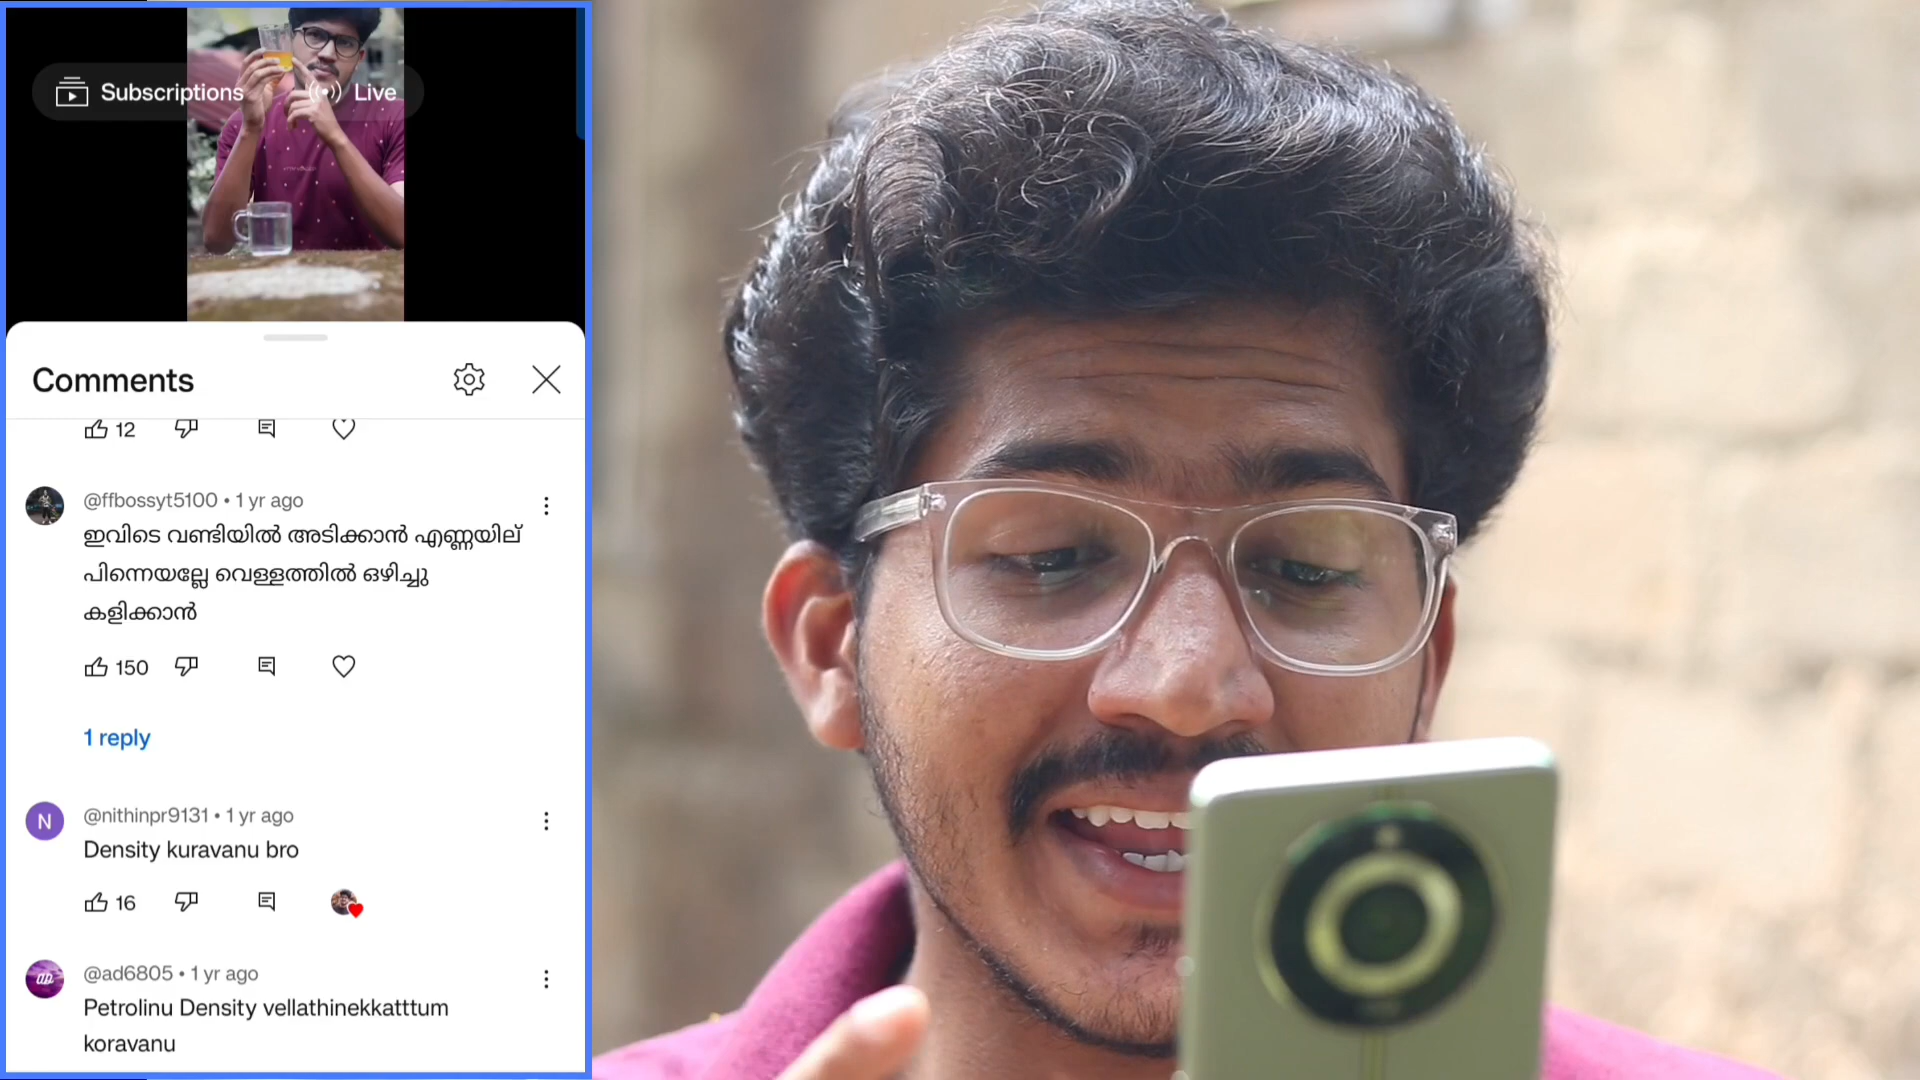 Subscriptions
Live
Comments
12
@ffbossyt5100 • 1 yr ago
ഇവിടെ വണ്ടിയിൽ അടിക്കാൻ എണ്ണയില്
പിന്നെയല്ലേ വെള്ളത്തിൽ ഒഴിച്ചു
കളിക്കാൻ
150
1 reply
N
@nithinpr9131 • 1 yr ago
Density kuravanu bro
16
@ad6805 • 1 yr ago
Petrolinu Density vellathinekkatttum
koravanu